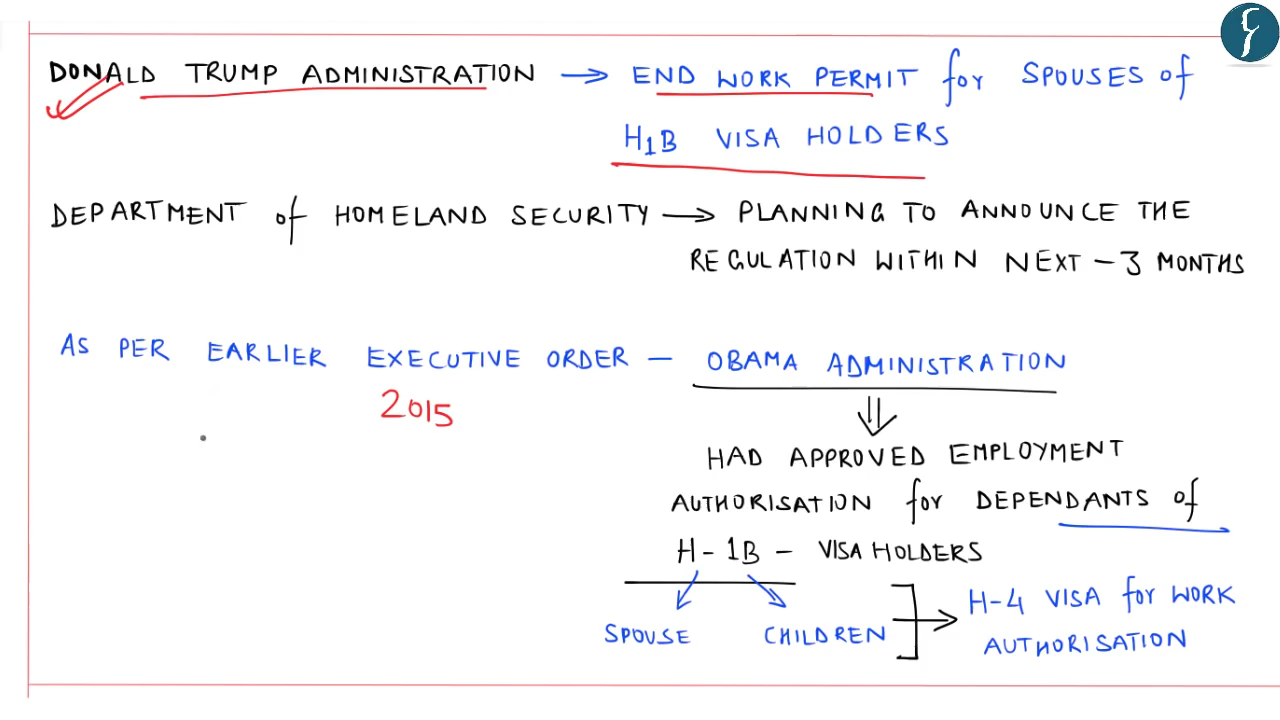 DONALD TRUMP ADMINISTRATION → END WORK PERMIT for SPOUSES of
H1B VISA HOLDERS
DEPARTMENT of HOMELAND SECURITY → PLANNING TO ANNOUNCE THE
REGULATION WITHIN NEXT - 3 MONTHS
AS PER EARLIER EXECUTIVE ORDER - OBAMA ADMINISTRATION
2015
HAD APPROVED EMPLOYMENT
AUTHORISATION for DEPENDANTS of
H-1B - VISA HOLDERS
SPOUSE CHILDREN → H-4 VISA for WORK
AUTHORISATION